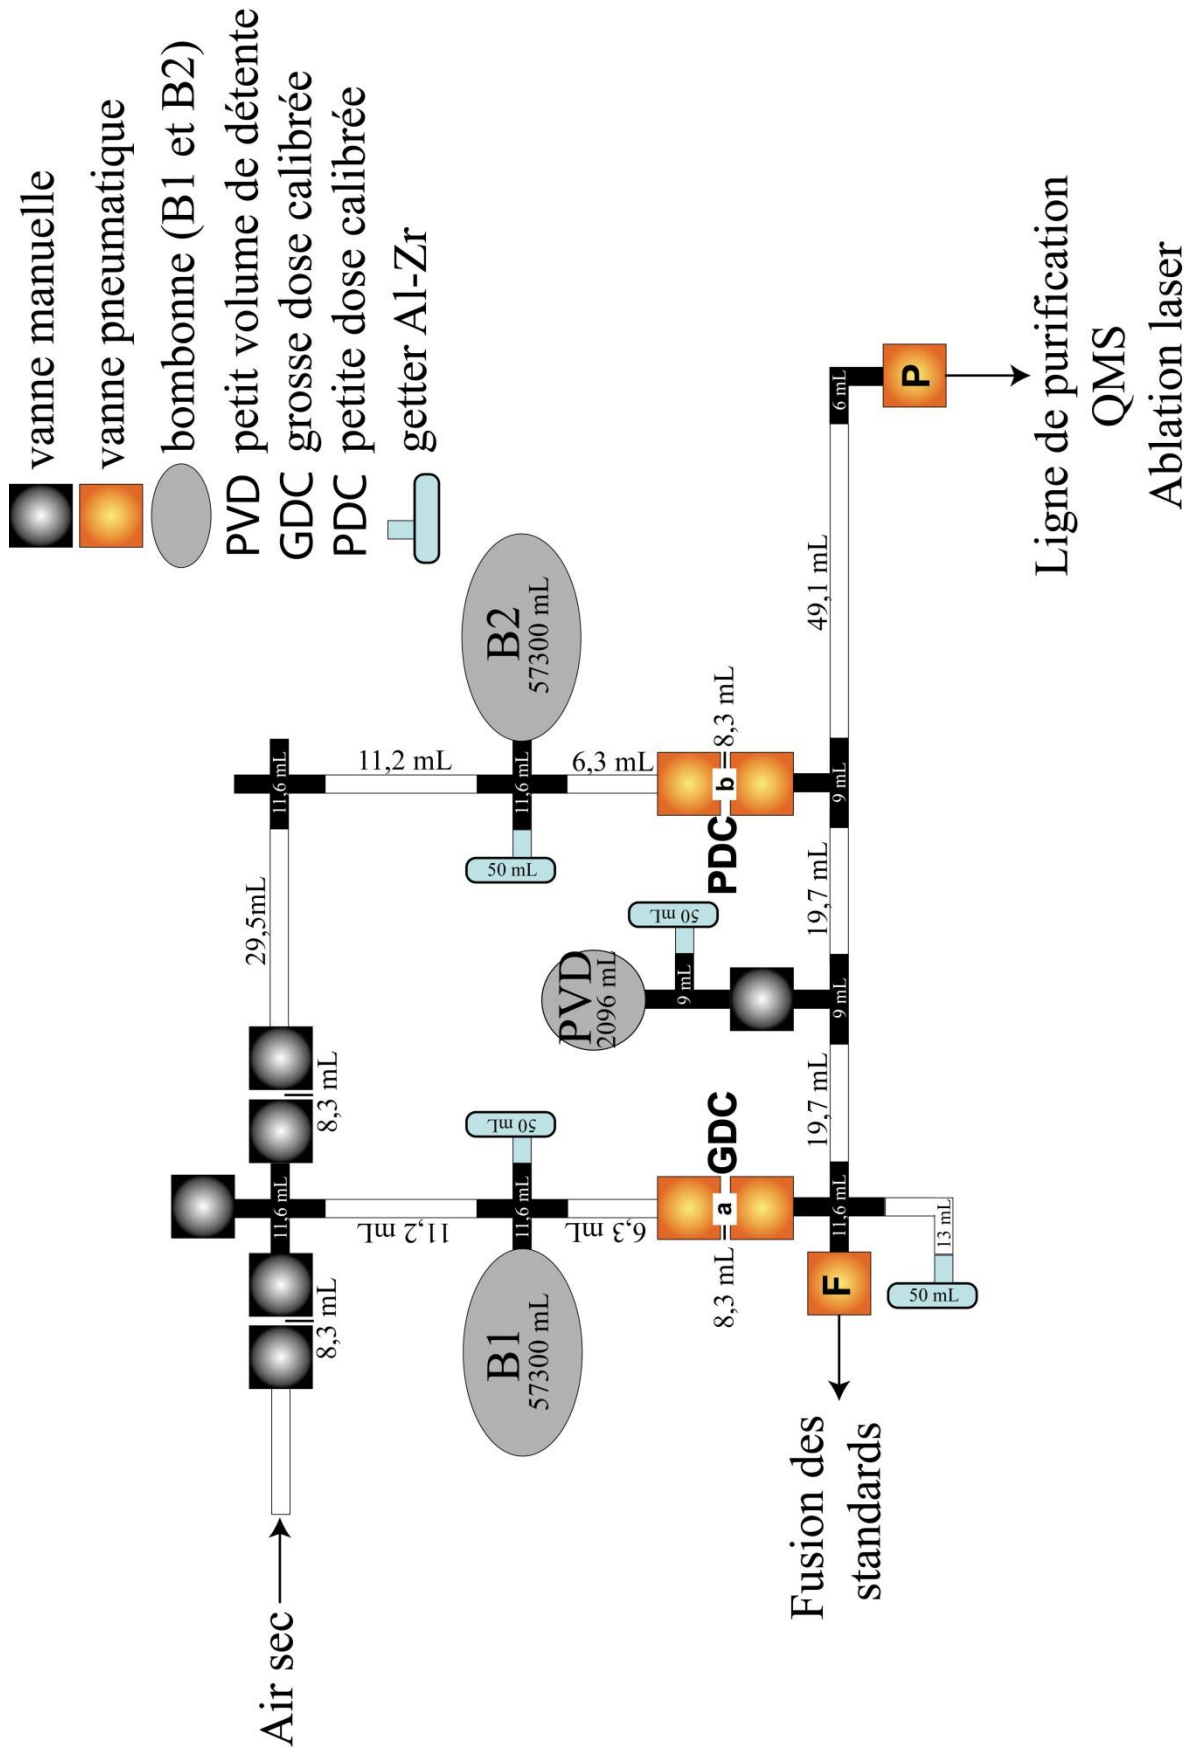 vanne manuelle
vanne pneumatique
bombonne (B1 et B2)
PVD petit volume de détente
GDC grosse dose calibrée
PDC petite dose calibrée
getter Al-Zr
Air sec
8,3 mL
11,6 mL
8,3 mL
29,5mL
11,6 mL
11,2 mL
11,2 mL
B1
57300 mL
11,6 mL
50 mL
50 mL
11,6 mL
B2
57300 mL
6,3 mL
6,3 mL
PVD
2096 mL
50 mL
9 mL
8,3 mL
a
GDC
PDC
b
8,3 mL
Fusion des
standards
F
11,6 mL
19,7 mL
9 mL
19,7 mL
9 mL
49,1 mL
6 mL
P
50 mL
13 mL
Ligne de purification
QMS
Ablation laser